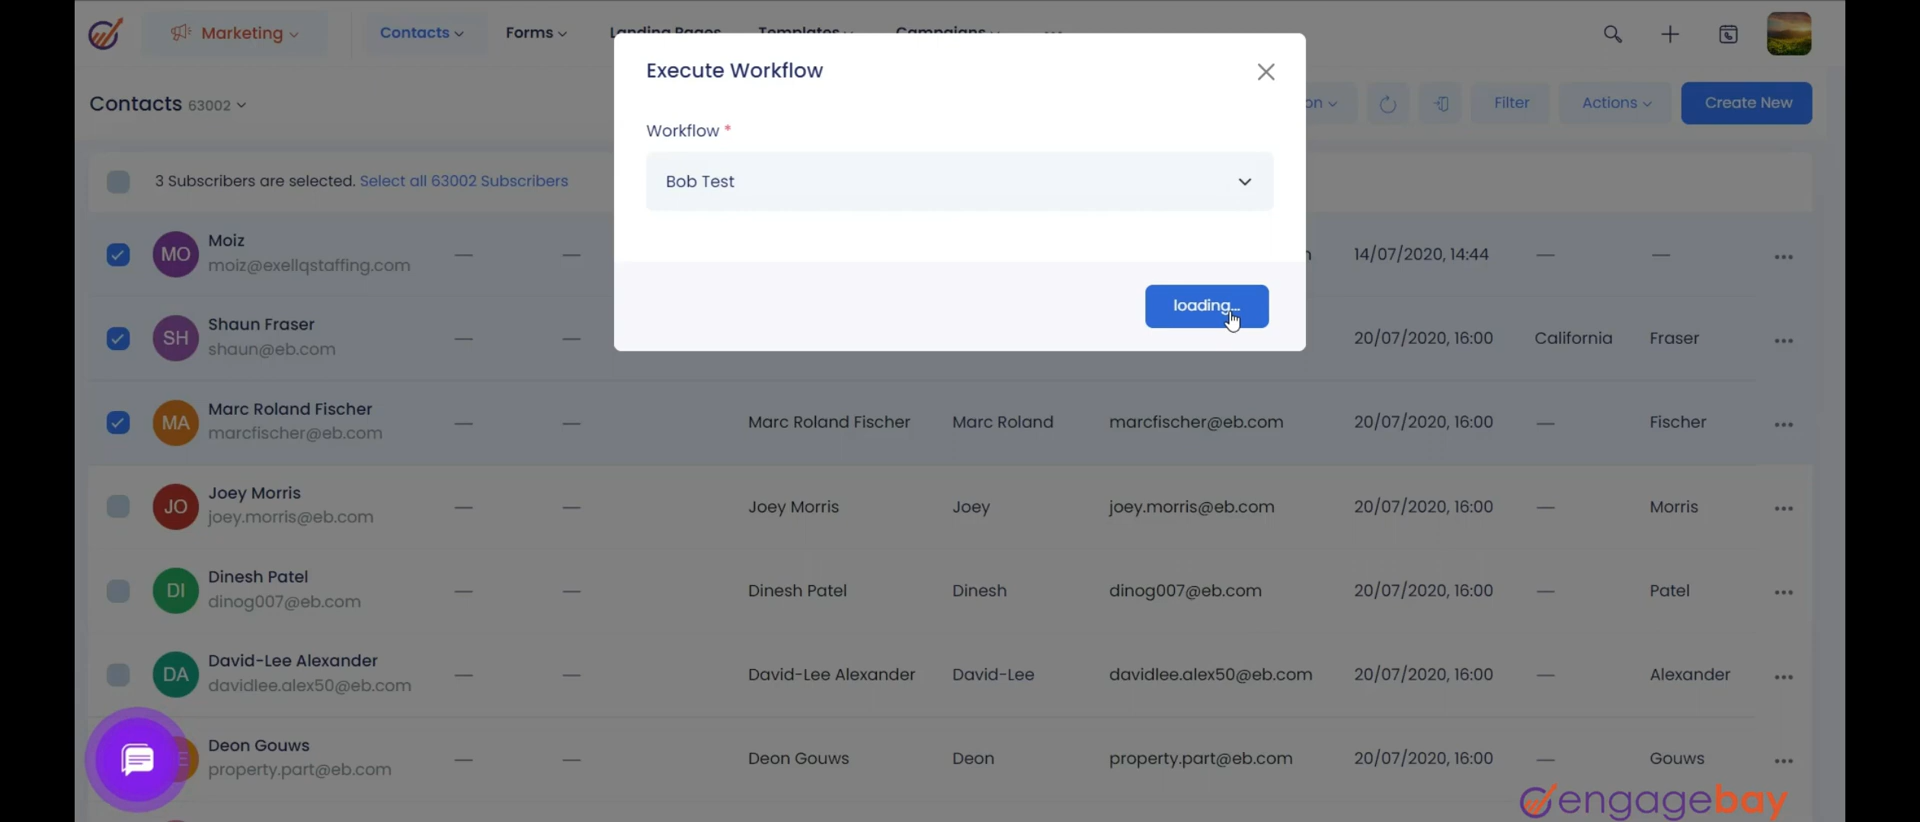 Marketing
Contacts
Forms
Landing Pages
Templates
Campaigns
Execute Workflow
Contacts 63002
on
Filter
Actions
Create New
Workflow *
Bob Test
3 Subscribers are selected. Select all 63002 Subscribers
loading...
MO
Moiz
moiz@exellqstaffing.com
—
—
14/07/2020, 14:44
—
—
SH
Shaun Fraser
shaun@eb.com
—
—
20/07/2020, 16:00
California
Fraser
MA
Marc Roland Fischer
marcfischer@eb.com
—
—
Marc Roland Fischer
Marc Roland
marcfischer@eb.com
20/07/2020, 16:00
—
Fischer
JO
Joey Morris
joey.morris@eb.com
—
—
Joey Morris
Joey
joey.morris@eb.com
20/07/2020, 16:00
—
Morris
DI
Dinesh Patel
dinog007@eb.com
—
—
Dinesh Patel
Dinesh
dinog007@eb.com
20/07/2020, 16:00
—
Patel
DA
David-Lee Alexander
davidlee.alex50@eb.com
—
—
David-Lee Alexander
David-Lee
davidlee.alex50@eb.com
20/07/2020, 16:00
—
Alexander
Deon Gouws
property.part@eb.com
—
—
Deon Gouws
Deon
property.part@eb.com
20/07/2020, 16:00
—
Gouws
engagebay